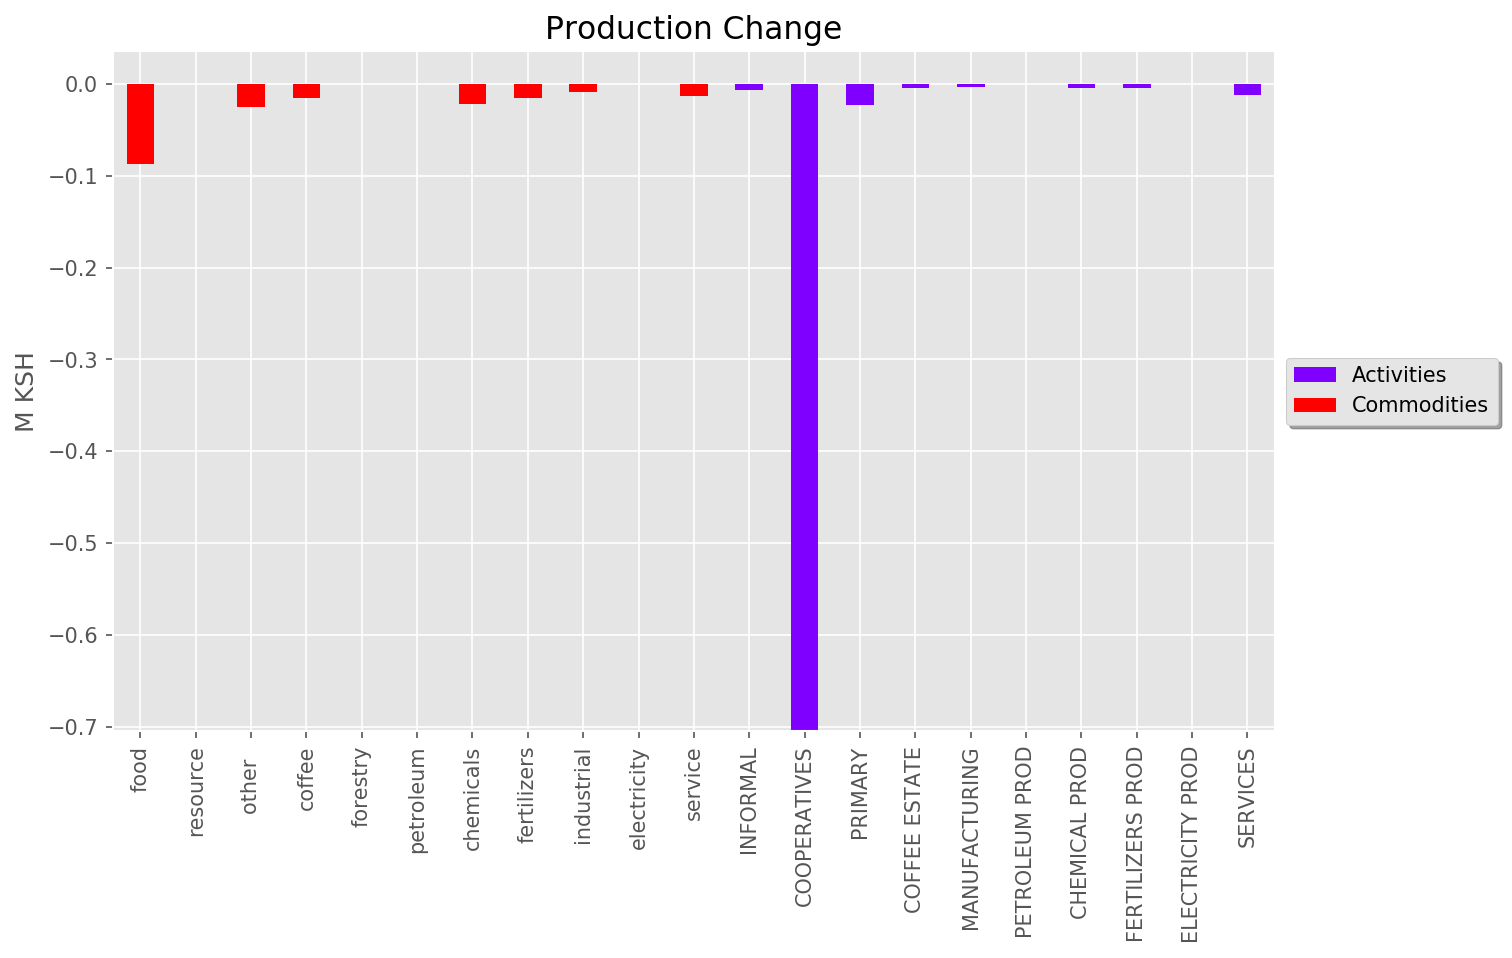 Production Change
M KSH
0.0
−0.1
−0.2
−0.3
−0.4
−0.5
−0.6
−0.7
food
resource
other
coffee
forestry
petroleum
chemicals
fertilizers
industrial
electricity
service
INFORMAL
COOPERATIVES
PRIMARY
COFFEE ESTATE
MANUFACTURING
PETROLEUM PROD
CHEMICAL PROD
FERTILIZERS PROD
ELECTRICITY PROD
SERVICES
Activities
Commodities